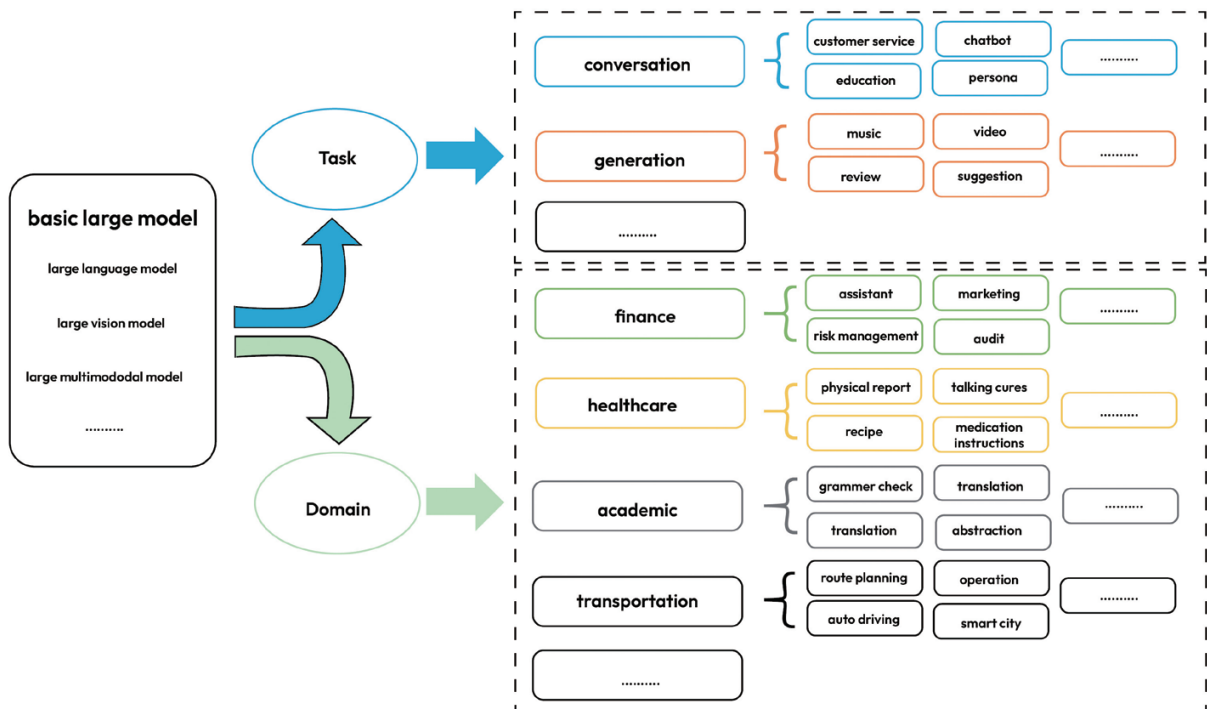 basic large model
large language model
large vision model
large multimododal model
..........
Task
Domain
conversation
customer service
chatbot
education
persona
..........
generation
music
video
review
suggestion
..........
..........
finance
assistant
marketing
risk management
audit
..........
healthcare
physical report
talking cures
recipe
medication
instructions
..........
academic
grammer check
translation
translation
abstraction
..........
transportation
route planning
operation
auto driving
smart city
..........
..........